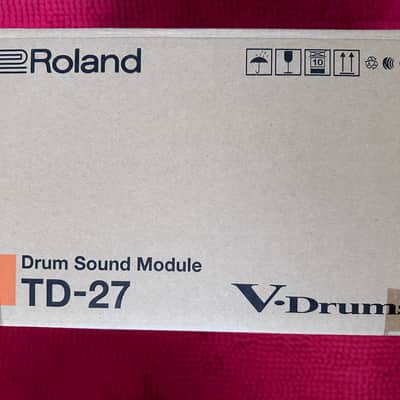 Roland
10
Drum Sound Module
TD-27
V-Drums